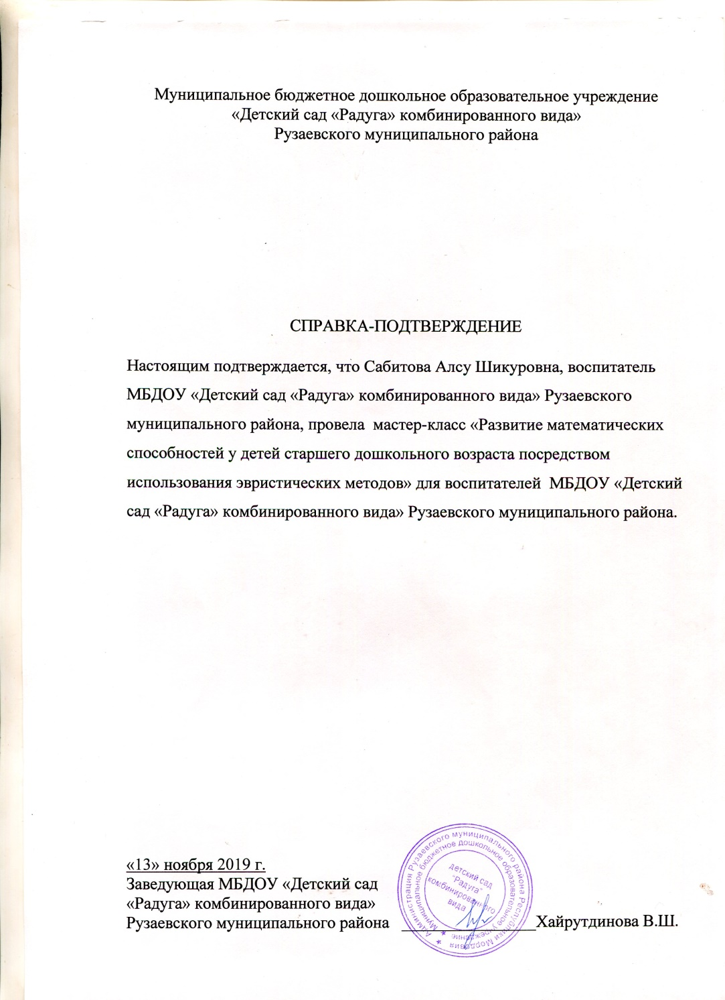 Муниципальное бюджетное дошкольное образовательное учреждение
«Детский сад «Радуга» комбинированного вида»
Рузаевского муниципального района
СПРАВКА-ПОДТВЕРЖДЕНИЕ
Настоящим подтверждается, что Сабитова Алсу Шикуровна, воспитатель
МБДОУ «Детский сад «Радуга» комбинированного вида» Рузаевского
муниципального района, провела  мастер-класс «Развитие математических
способностей у детей старшего дошкольного возраста посредством
использования эвристических методов» для воспитателей  МБДОУ «Детский
сад «Радуга» комбинированного вида» Рузаевского муниципального района.
«13» ноября 2019 г.
Заведующая МБДОУ «Детский сад
«Радуга» комбинированного вида»
Рузаевского муниципального района ________________Хайрутдинова В.Ш.
Администрация Рузаевского муниципального района Республики Мордовия
Муниципальное бюджетное дошкольное образовательное учреждение
детский сад
"Радуга"
комбинированного
вида